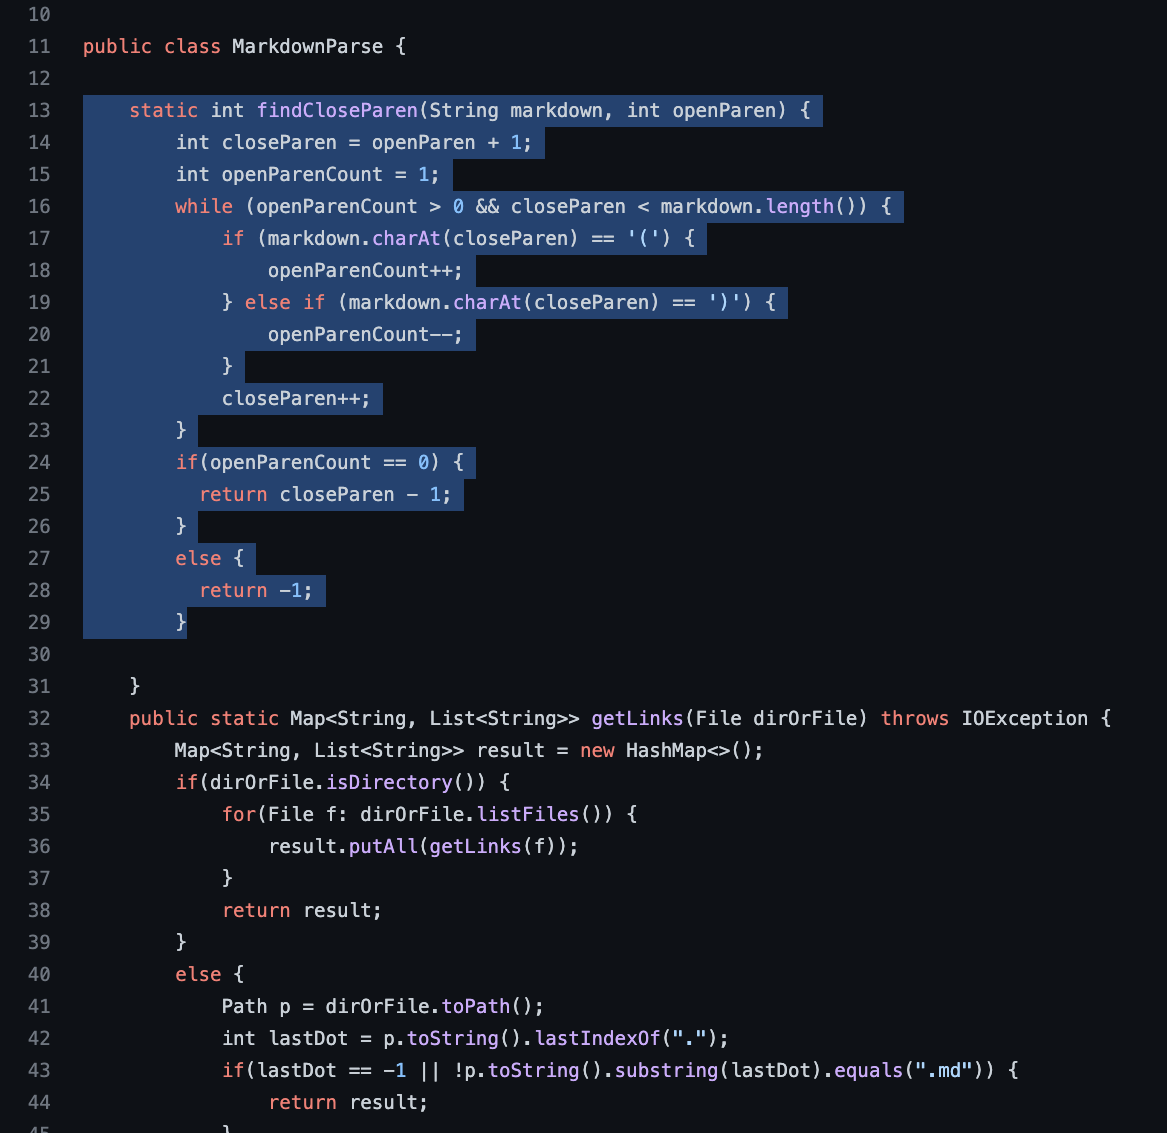 10
11 public class MarkdownParse {
12
13     static int findCloseParen(String markdown, int openParen) {
14         int closeParen = openParen + 1;
15         int openParenCount = 1;
16         while (openParenCount > 0 && closeParen < markdown.length()) {
17             if (markdown.charAt(closeParen) == '(') {
18                 openParenCount++;
19             } else if (markdown.charAt(closeParen) == ')') {
20                 openParenCount--;
21             }
22             closeParen++;
23         }
24         if(openParenCount == 0) {
25           return closeParen - 1;
26         }
27         else {
28           return -1;
29         }
30
31     }
32     public static Map<String, List<String>> getLinks(File dirOrFile) throws IOException {
33         Map<String, List<String>> result = new HashMap<>();
34         if(dirOrFile.isDirectory()) {
35             for(File f: dirOrFile.listFiles()) {
36                 result.putAll(getLinks(f));
37             }
38             return result;
39         }
40         else {
41             Path p = dirOrFile.toPath();
42             int lastDot = p.toString().lastIndexOf(".");
43             if(lastDot == -1 || !p.toString().substring(lastDot).equals(".md")) {
44                 return result;
45             }